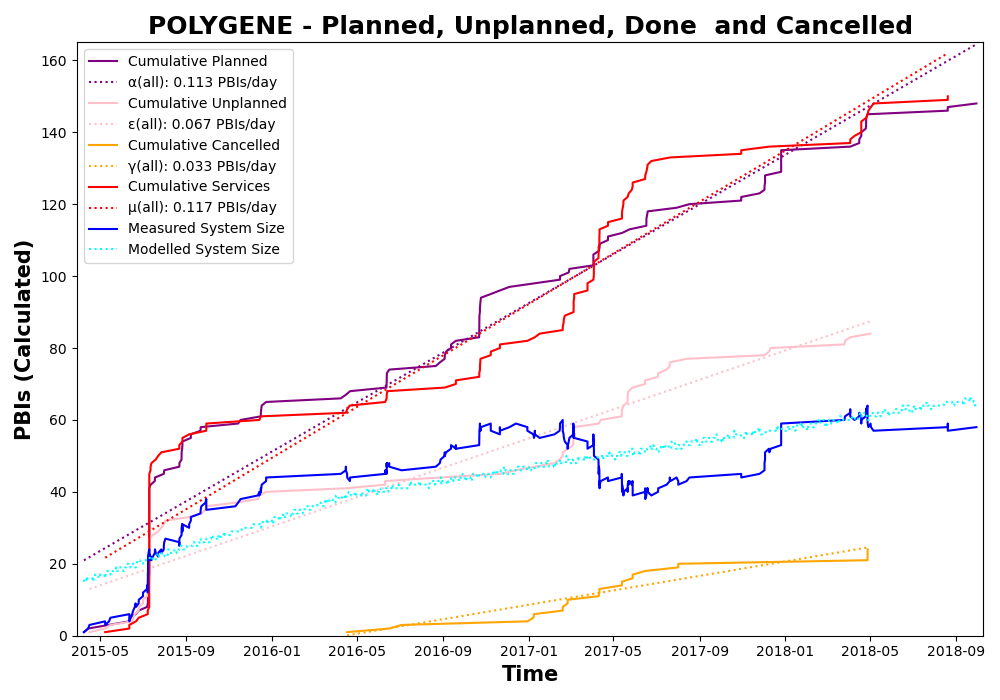 POLYGENE - Planned, Unplanned, Done  and Cancelled
PBIs (Calculated)
160
140
120
100
80
60
40
20
0
Cumulative Planned
α(all): 0.113 PBIs/day
Cumulative Unplanned
ε(all): 0.067 PBIs/day
Cumulative Cancelled
γ(all): 0.033 PBIs/day
Cumulative Services
μ(all): 0.117 PBIs/day
Measured System Size
Modelled System Size
2015-05 2015-09 2016-01 2016-05 2016-09 2017-01 2017-05 2017-09 2018-01 2018-05 2018-09
Time